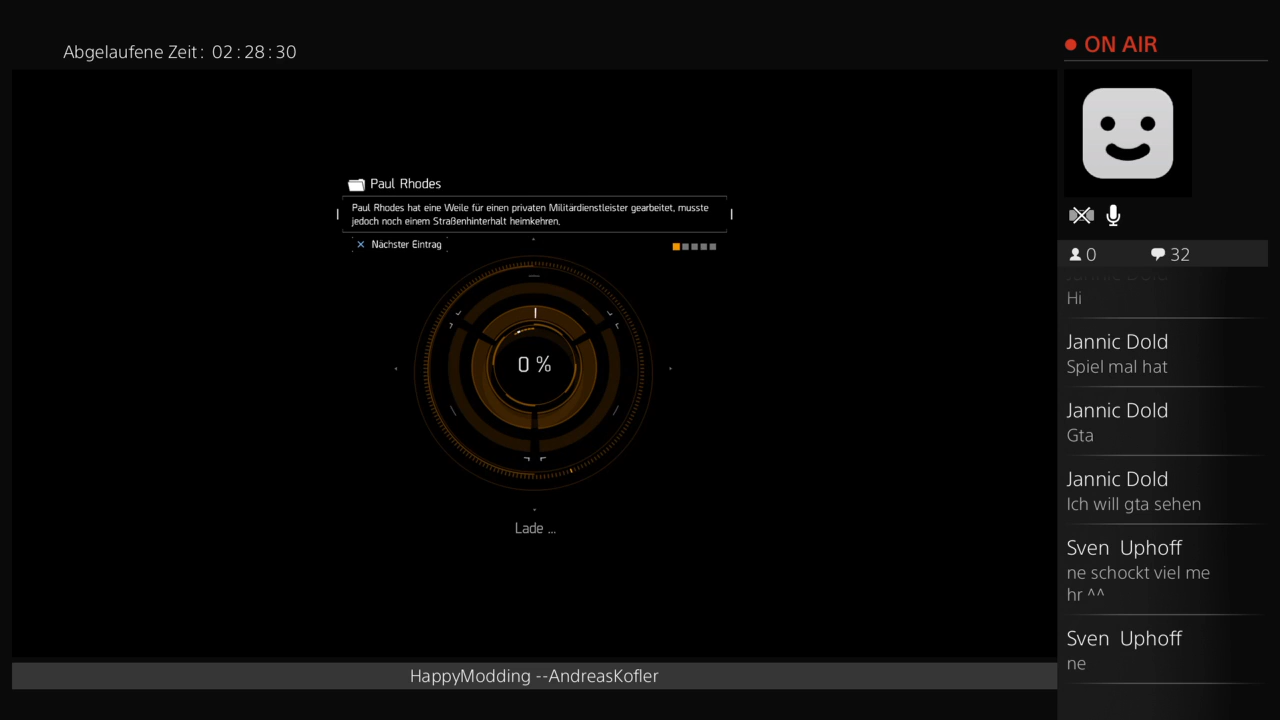 Abgelaufene Zeit: 02:28:30
ON AIR
Paul Rhodes
Paul Rhodes hat eine Weile für einen privaten Militärdienstleister gearbeitet, musste
jedoch noch einem Straßenhinterhalt heimkehren.
Nächster Eintrag
0 %
Lade ...
HappyModding --AndreasKofler
0
32
Jannic Dold
Hi
Jannic Dold
Spiel mal hat
Jannic Dold
Gta
Jannic Dold
Ich will gta sehen
Sven Uphoff
ne schockt viel me
hr ^^
Sven Uphoff
ne